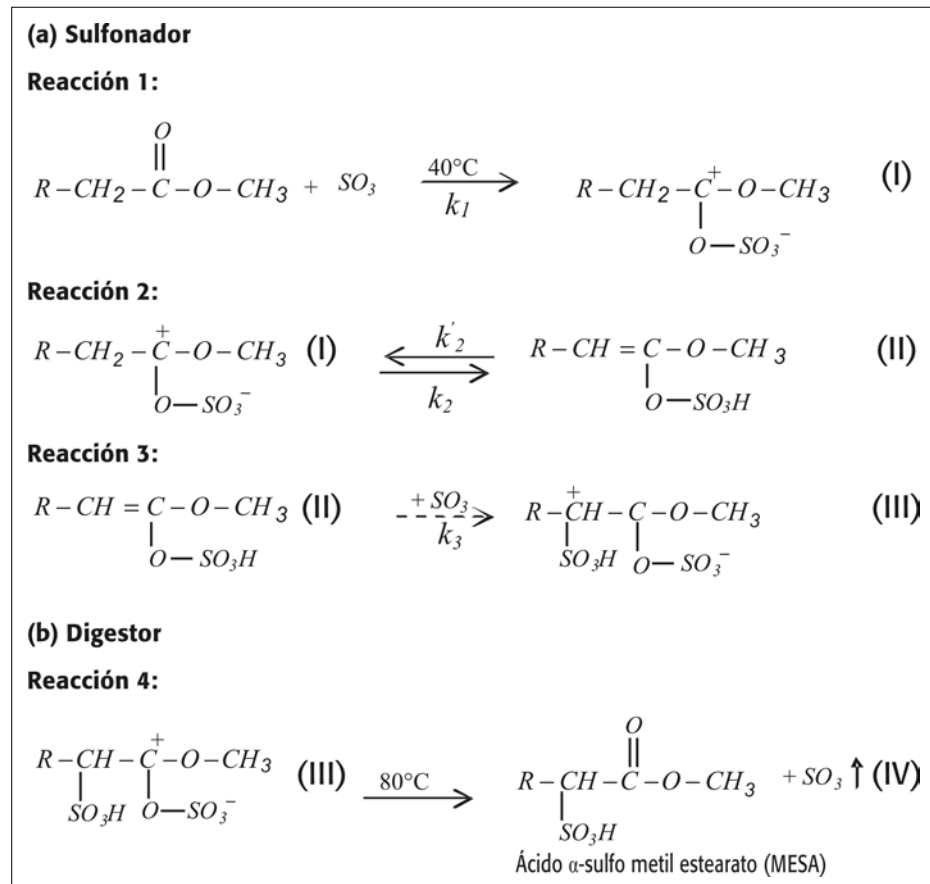 (a) Sulfonador
Reacción 1:
O
||
R – CH2 – C – O – CH3 + SO3 40°C k1 R – CH2 – C+ – O – CH3 (I)
O — SO3−
Reacción 2:
R – CH2 – C+ – O – CH3 (I) k'2 k2 R – CH = C – O – CH3 (II)
O — SO3− O — SO3H
Reacción 3:
R – CH = C – O – CH3 (II) + SO3 k3 R – +CH – C – O – CH3 (III)
O — SO3H SO3H O — SO3−
(b) Digestor
Reacción 4:
O
||
R – CH – C+ – O – CH3 (III) 80°C R – CH – C – O – CH3 + SO3 ↑ (IV)
SO3H O — SO3− SO3H
Ácido α-sulfo metil estearato (MESA)